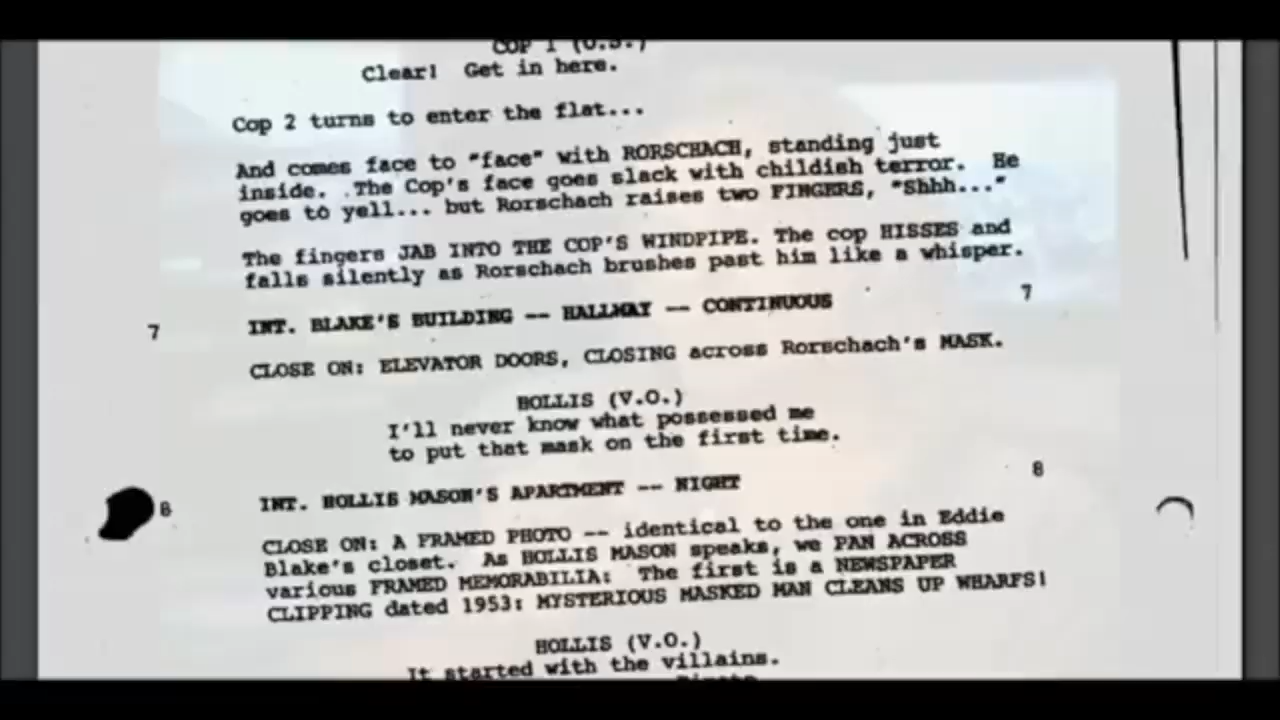 COP 1 (O.S.)
Clear! Get in here.
Cop 2 turns to enter the flat...
And comes face to "face" with RORSCHACH, standing just
inside. .The Cop's face goes slack with childish terror. He
goes to yell... but Rorschach raises two FINGERS, "Shhh..."
The fingers JAB INTO THE COP'S WINDPIPE. The cop HISSES and
falls silently as Rorschach brushes past him like a whisper.
7 INT. BLAKE'S BUILDING -- HALLWAY -- CONTINUOUS 7
CLOSE ON: ELEVATOR DOORS, CLOSING across Rorschach's MASK.
HOLLIS (V.O.)
I'll never know what possessed me
to put that mask on the first time.
8 INT. HOLLIS MASON'S APARTMENT -- NIGHT 8
CLOSE ON: A FRAMED PHOTO -- identical to the one in Eddie
Blake's closet. As HOLLIS MASON speaks, we PAN ACROSS
various FRAMED MEMORABILIA: The first is a NEWSPAPER
CLIPPING dated 1953: MYSTERIOUS MASKED MAN CLEANS UP WHARFS!
HOLLIS (V.O.)
It started with the villains.